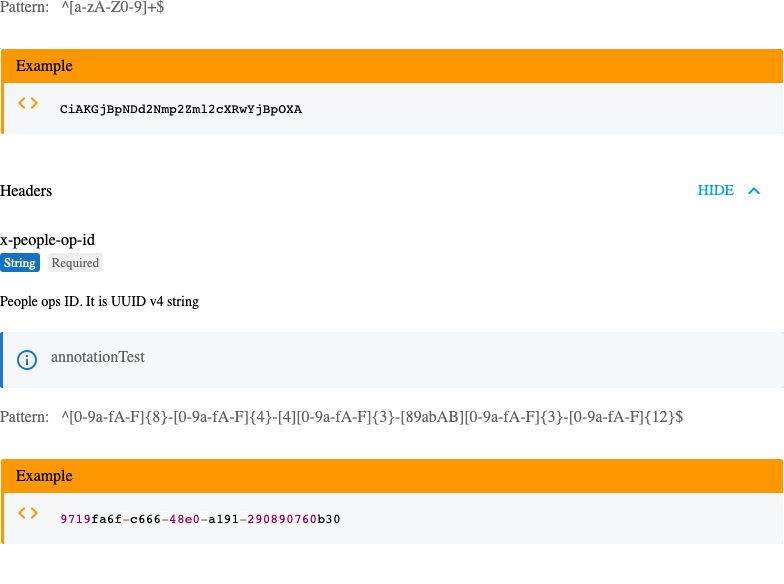 Pattern: ^[a-zA-Z0-9]+$
Example
CiAKGjBpNDd2Nmp2Zml2cXRwYjBpOXA
Headers HIDE
x-people-op-id
String Required
People ops ID. It is UUID v4 string
annotationTest
Pattern: ^[0-9a-fA-F]{8}-[0-9a-fA-F]{4}-[4][0-9a-fA-F]{3}-[89abAB][0-9a-fA-F]{3}-[0-9a-fA-F]{12}$
Example
9719fa6f-c666-48e0-a191-290890760b30